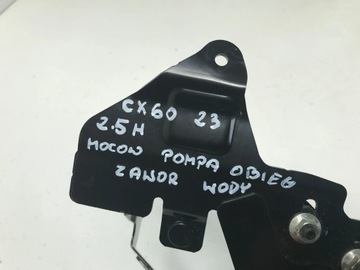 CX60 23
2.5H
MOCOW POMPA OBIEG
ZAWOR WODY